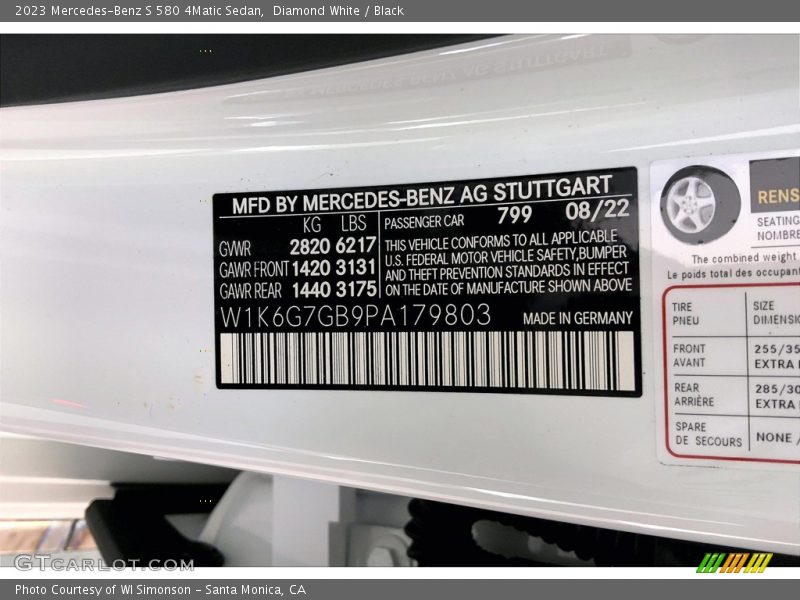 2023 Mercedes-Benz S 580 4Matic Sedan,  Diamond White / Black
MFD BY MERCEDES-BENZ AG STUTTGART
KG LBS PASSENGER CAR 799 08/22
GWR 2820 6217
GAWR FRONT 1420 3131
GAWR REAR 1440 3175
THIS VEHICLE CONFORMS TO ALL APPLICABLE
U.S. FEDERAL MOTOR VEHICLE SAFETY, BUMPER
AND THEFT PREVENTION STANDARDS IN EFFECT
ON THE DATE OF MANUFACTURE SHOWN ABOVE
W1K6G7GB9PA179803 MADE IN GERMANY
RENS
SEATING
NOMBRE
The combined weight
Le poids total des occupant
TIRE SIZE
PNEU DIMENSIO
FRONT 255/35
AVANT EXTRA
REAR 285/30
ARRIÈRE EXTRA
SPARE NONE /
DE SECOURS
GTCARLOT.COM
Photo Courtesy of WI Simonson - Santa Monica, CA